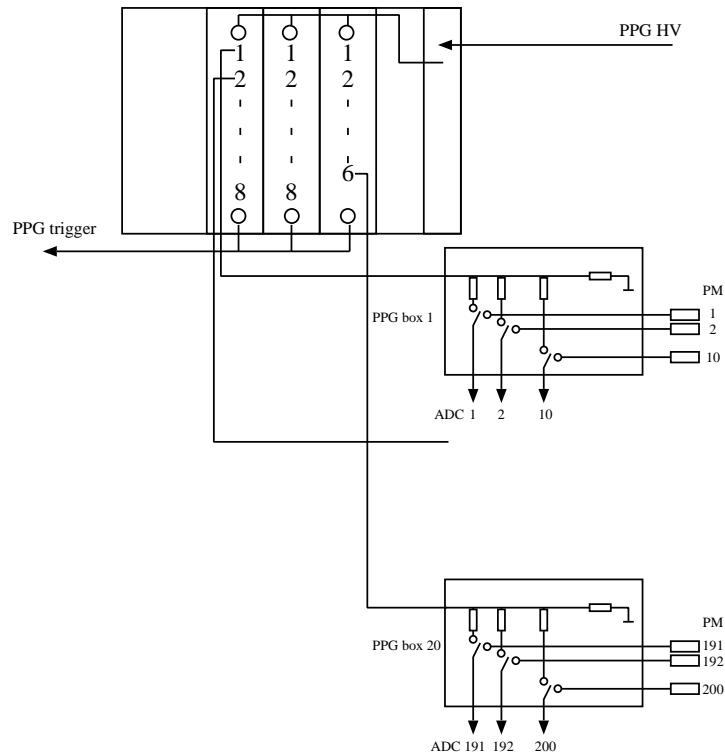 PPG HV
1 1 1
2 2 2
- - -
- - -
- - -
6
8 8
PPG trigger
PM
PPG box 1
1
2
10
ADC 1 2 10
PM
PPG box 20
191
192
200
ADC 191 192 200